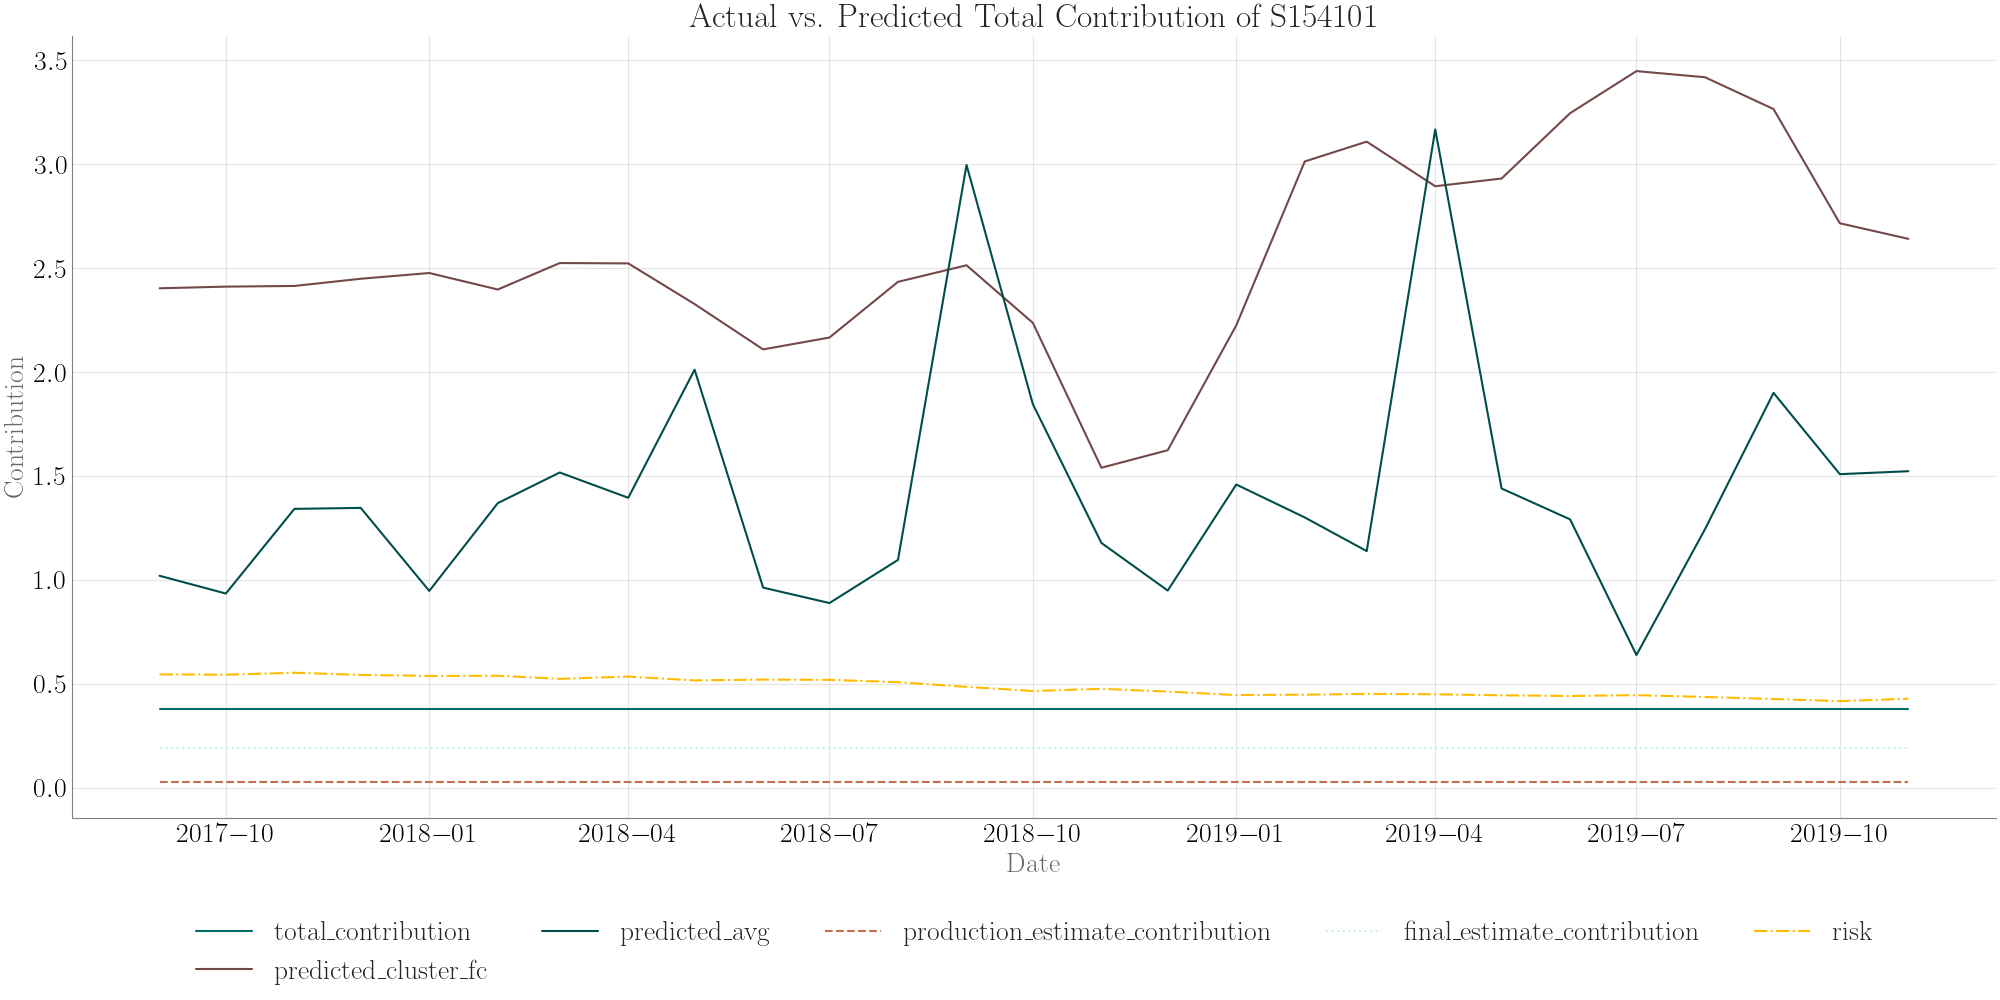 Actual vs. Predicted Total Contribution of S154101
3.5
3.0
2.5
2.0
1.5
1.0
0.5
0.0
Contribution
2017–10 2018–01 2018–04 2018–07 2018–10 2019–01 2019–04 2019–07 2019–10
Date
total_contribution predicted_avg production_estimate_contribution final_estimate_contribution risk
predicted_cluster_fc